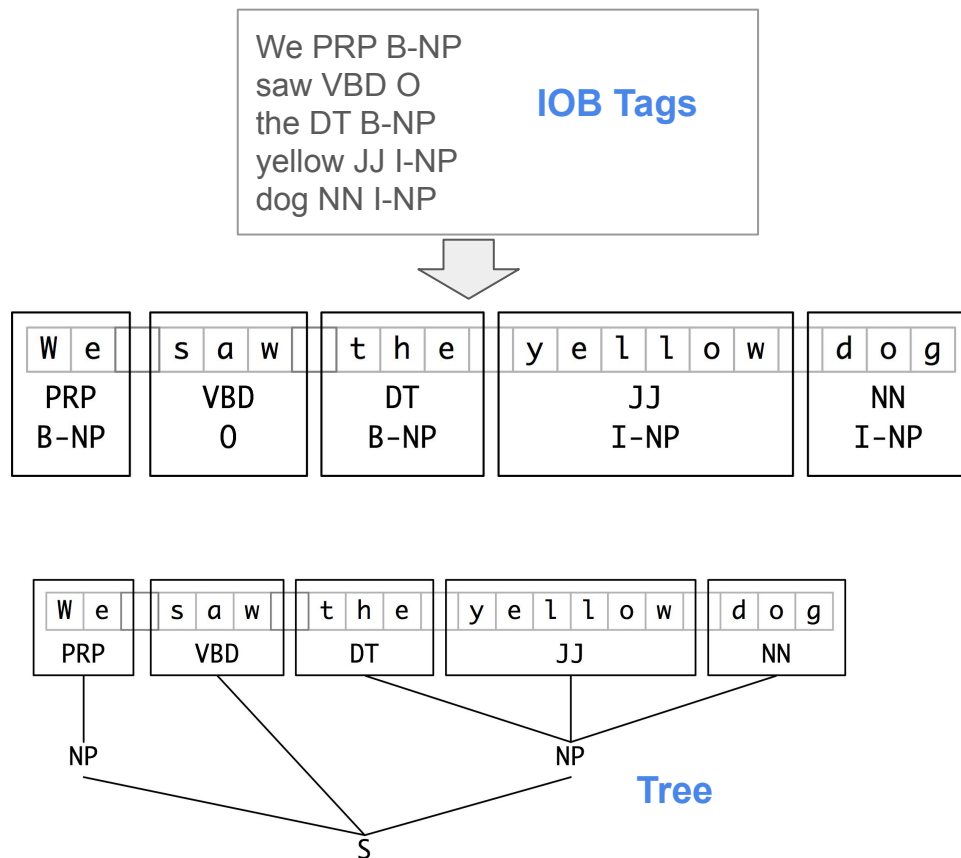 We PRP B-NP
saw VBD O
the DT B-NP
yellow JJ I-NP
dog NN I-NP
IOB Tags
We saw the yellow dog
PRP VBD DT JJ NN
B-NP O B-NP I-NP I-NP
We saw the yellow dog
PRP VBD DT JJ NN
NP NP
Tree
S